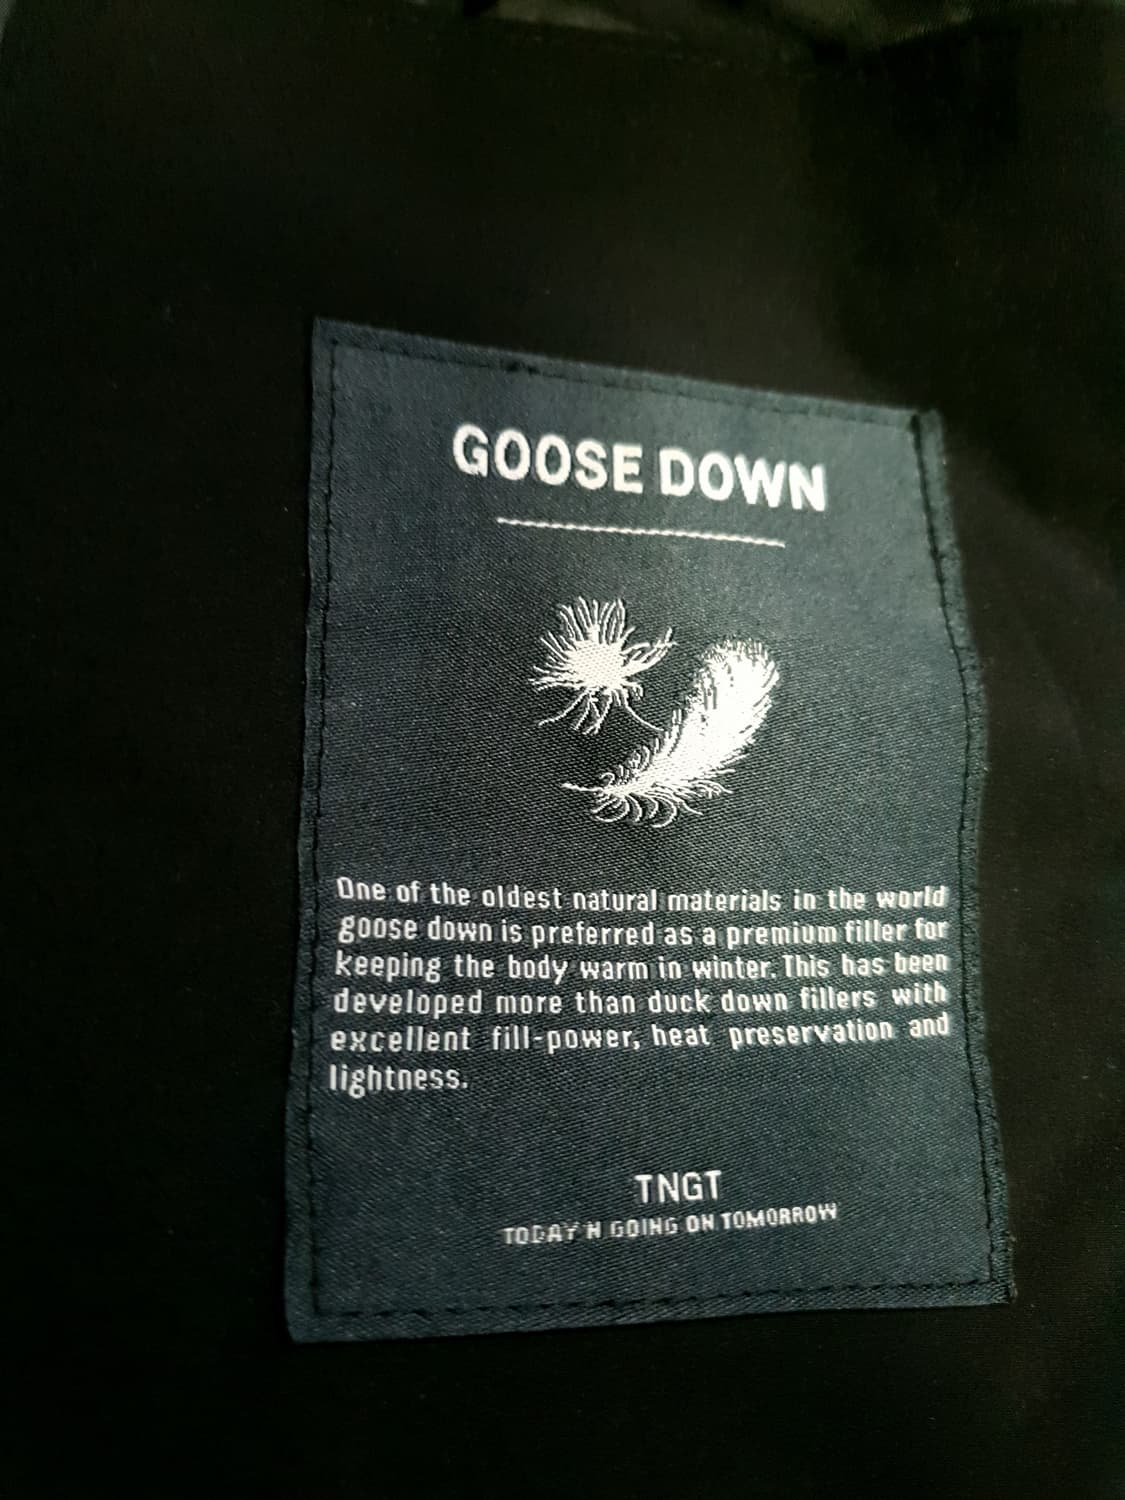 GOOSE DOWN
One of the oldest natural materials in the world
goose down is preferred as a premium filler for
keeping the body warm in winter. This has been
developed more than duck down fillers with
excellent fill-power, heat preservation and
lightness.
TNGT
TODAY N GOING ON TOMORROW